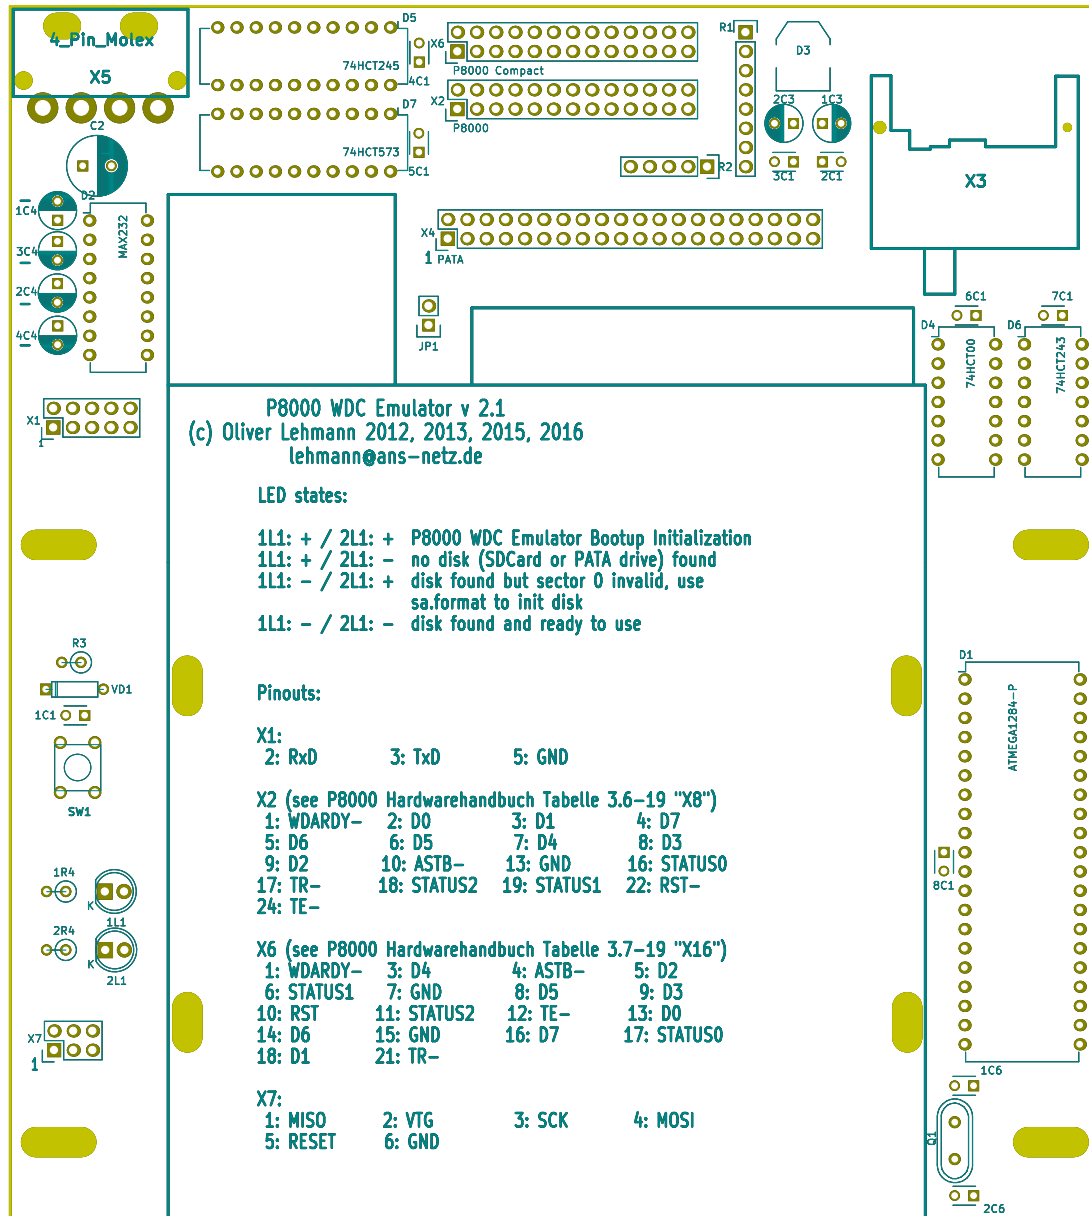 4_Pin_Molex
X5
C2
D5
74HCT245
4C1
X6
P8000 Compact
D7
74HCT573
5C1
X2
P8000
R1
D3
2C3
1C3
3C1
2C1
R2
X3
D2
MAX232
1C4
3C4
2C4
4C4
X4
1 PATA
JP1
6C1
7C1
D4
74HCT00
D6
74HCT243
X1
1
P8000 WDC Emulator v 2.1
(c) Oliver Lehmann 2012, 2013, 2015, 2016
lehmann@ans-netz.de
LED states:
1L1: + / 2L1: + P8000 WDC Emulator Bootup Initialization
1L1: + / 2L1: - no disk (SDCard or PATA drive) found
1L1: - / 2L1: + disk found but sector 0 invalid, use
sa.format to init disk
1L1: - / 2L1: - disk found and ready to use
R3
VD1
1C1
SW1
1R4
K
1L1
2R4
K
2L1
X7
1
Pinouts:
X1:
2: RxD 3: TxD 5: GND
X2 (see P8000 Hardwarehandbuch Tabelle 3.6-19 "X8")
1: WDARDY- 2: D0 3: D1 4: D7
5: D6 6: D5 7: D4 8: D3
9: D2 10: ASTB- 13: GND 16: STATUS0
17: TR- 18: STATUS2 19: STATUS1 22: RST-
24: TE-
X6 (see P8000 Hardwarehandbuch Tabelle 3.7-19 "X16")
1: WDARDY- 3: D4 4: ASTB- 5: D2
6: STATUS1 7: GND 8: D5 9: D3
10: RST 11: STATUS2 12: TE- 13: D0
14: D6 15: GND 16: D7 17: STATUS0
18: D1 21: TR-
X7:
1: MISO 2: VTG 3: SCK 4: MOSI
5: RESET 6: GND
D1
ATMEGA1284-P
8C1
1C6
Q1
2C6